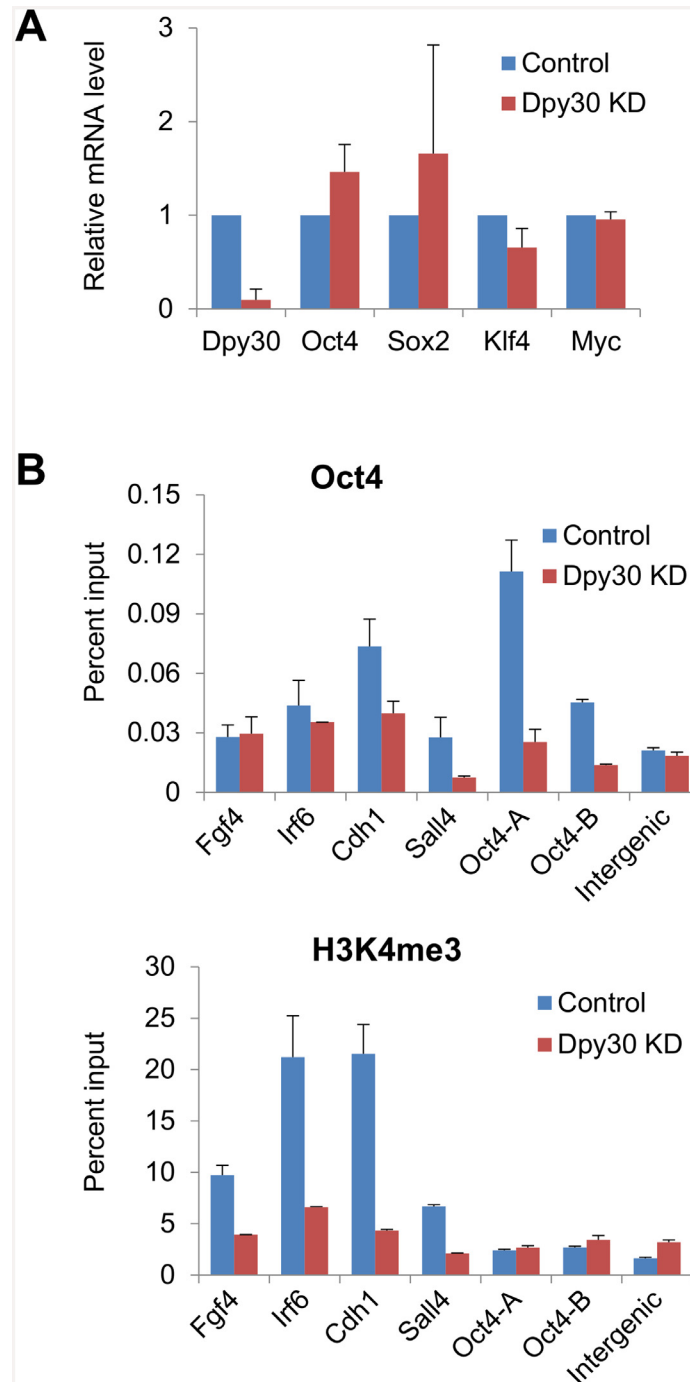 A
Relative mRNA level
3
2
1
0
Control
Dpy30 KD
Dpy30 Oct4 Sox2 Klf4 Myc
B
Oct4
Percent input
0.15
0.12
0.09
0.06
0.03
0
Control
Dpy30 KD
Fgf4 Irf6 Cdh1 Sall4 Oct4-A Oct4-B Intergenic
H3K4me3
Percent input
30
25
20
15
10
5
0
Control
Dpy30 KD
Fgf4 Irf6 Cdh1 Sall4 Oct4-A Oct4-B Intergenic